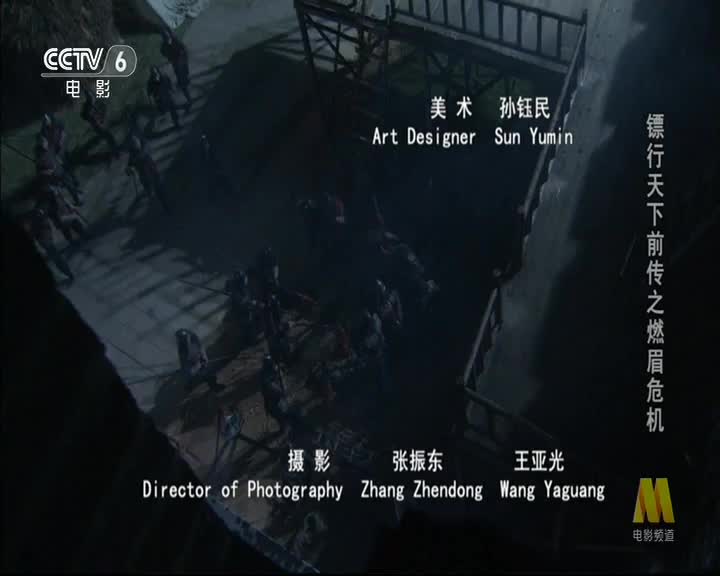 CCTV 6
电影
美 术 孙钰民
Art Designer Sun Yumin
镖行天下前传之燃眉危机
摄 影 张振东 王亚光
Director of Photography Zhang Zhendong Wang Yaguang
电影频道